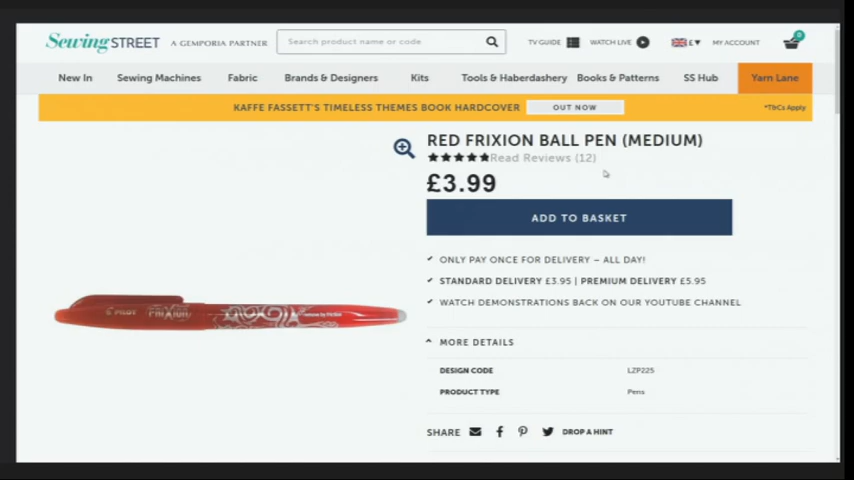 Sewing STREET A GEMPORIA PARTNER Search product name or code TV GUIDE WATCH LIVE £ MY ACCOUNT 0
New In Sewing Machines Fabric Brands & Designers Kits Tools & Haberdashery Books & Patterns SS Hub Yarn Lane
KAFFE FASSETT'S TIMELESS THEMES BOOK HARDCOVER OUT NOW *T&Cs Apply
RED FRIXION BALL PEN (MEDIUM)
Read Reviews (12)
£3.99
ADD TO BASKET
ONLY PAY ONCE FOR DELIVERY – ALL DAY!
STANDARD DELIVERY £3.95 | PREMIUM DELIVERY £5.95
WATCH DEMONSTRATIONS BACK ON OUR YOUTUBE CHANNEL
PILOT FRIXION
MORE DETAILS
DESIGN CODE LZP225
PRODUCT TYPE Pens
SHARE DROP A HINT